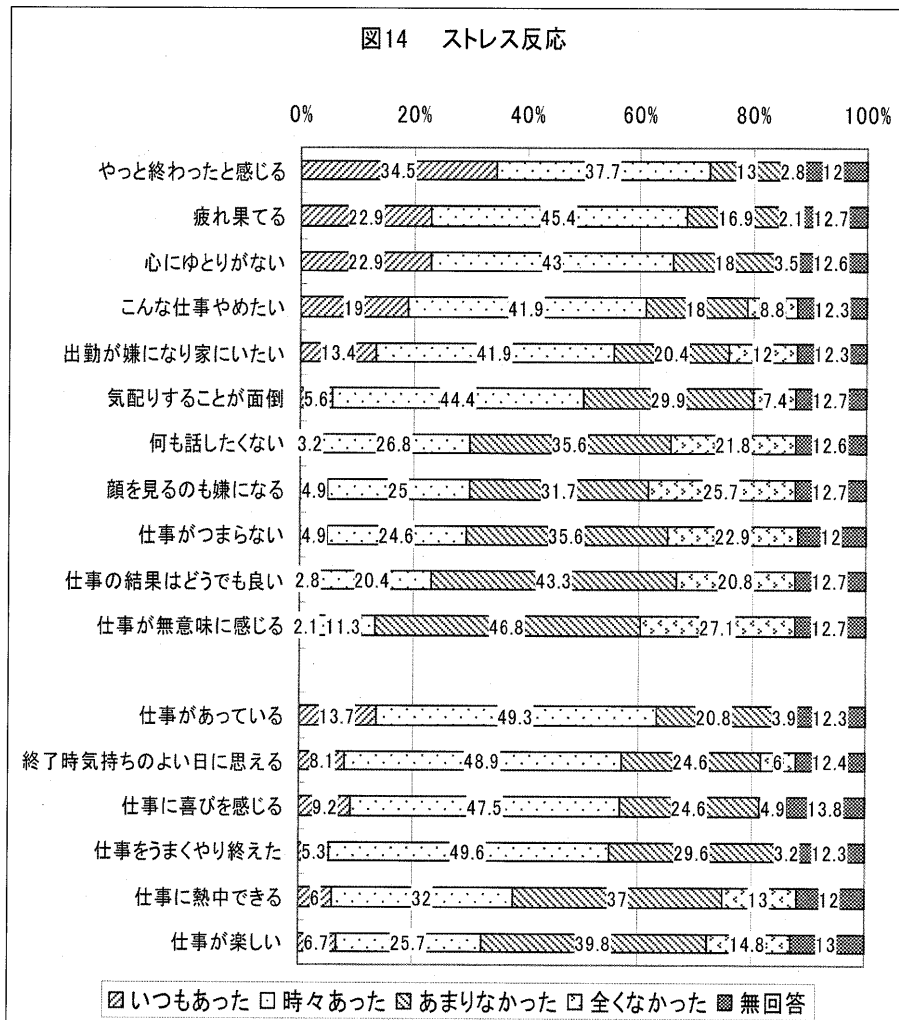 図14　ストレス反応
0% 20% 40% 60% 80% 100%
やっと終わったと感じる 34.5 37.7 13 2.8 12
疲れ果てる 22.9 45.4 16.9 2.1 12.7
心にゆとりがない 22.9 43 18 3.5 12.6
こんな仕事やめたい 19 41.9 18 8.8 12.3
出勤が嫌になり家にいたい 13.4 41.9 20.4 12 12.3
気配りすることが面倒 5.6 44.4 29.9 7.4 12.7
何も話したくない 3.2 26.8 35.6 21.8 12.6
顔を見るのも嫌になる 4.9 25 31.7 25.7 12.7
仕事がつまらない 4.9 24.6 35.6 22.9 12
仕事の結果はどうでも良い 2.8 20.4 43.3 20.8 12.7
仕事が無意味に感じる 2.1 11.3 46.8 27.1 12.7
仕事があっている 13.7 49.3 20.8 3.9 12.3
終了時気持ちのよい日に思える 8.1 48.9 24.6 6 12.4
仕事に喜びを感じる 9.2 47.5 24.6 4.9 13.8
仕事をうまくやり終えた 5.3 49.6 29.6 3.2 12.3
仕事に熱中できる 6 32 37 13 12
仕事が楽しい 6.7 25.7 39.8 14.8 13
いつもあった 時々あった あまりなかった 全くなかった 無回答